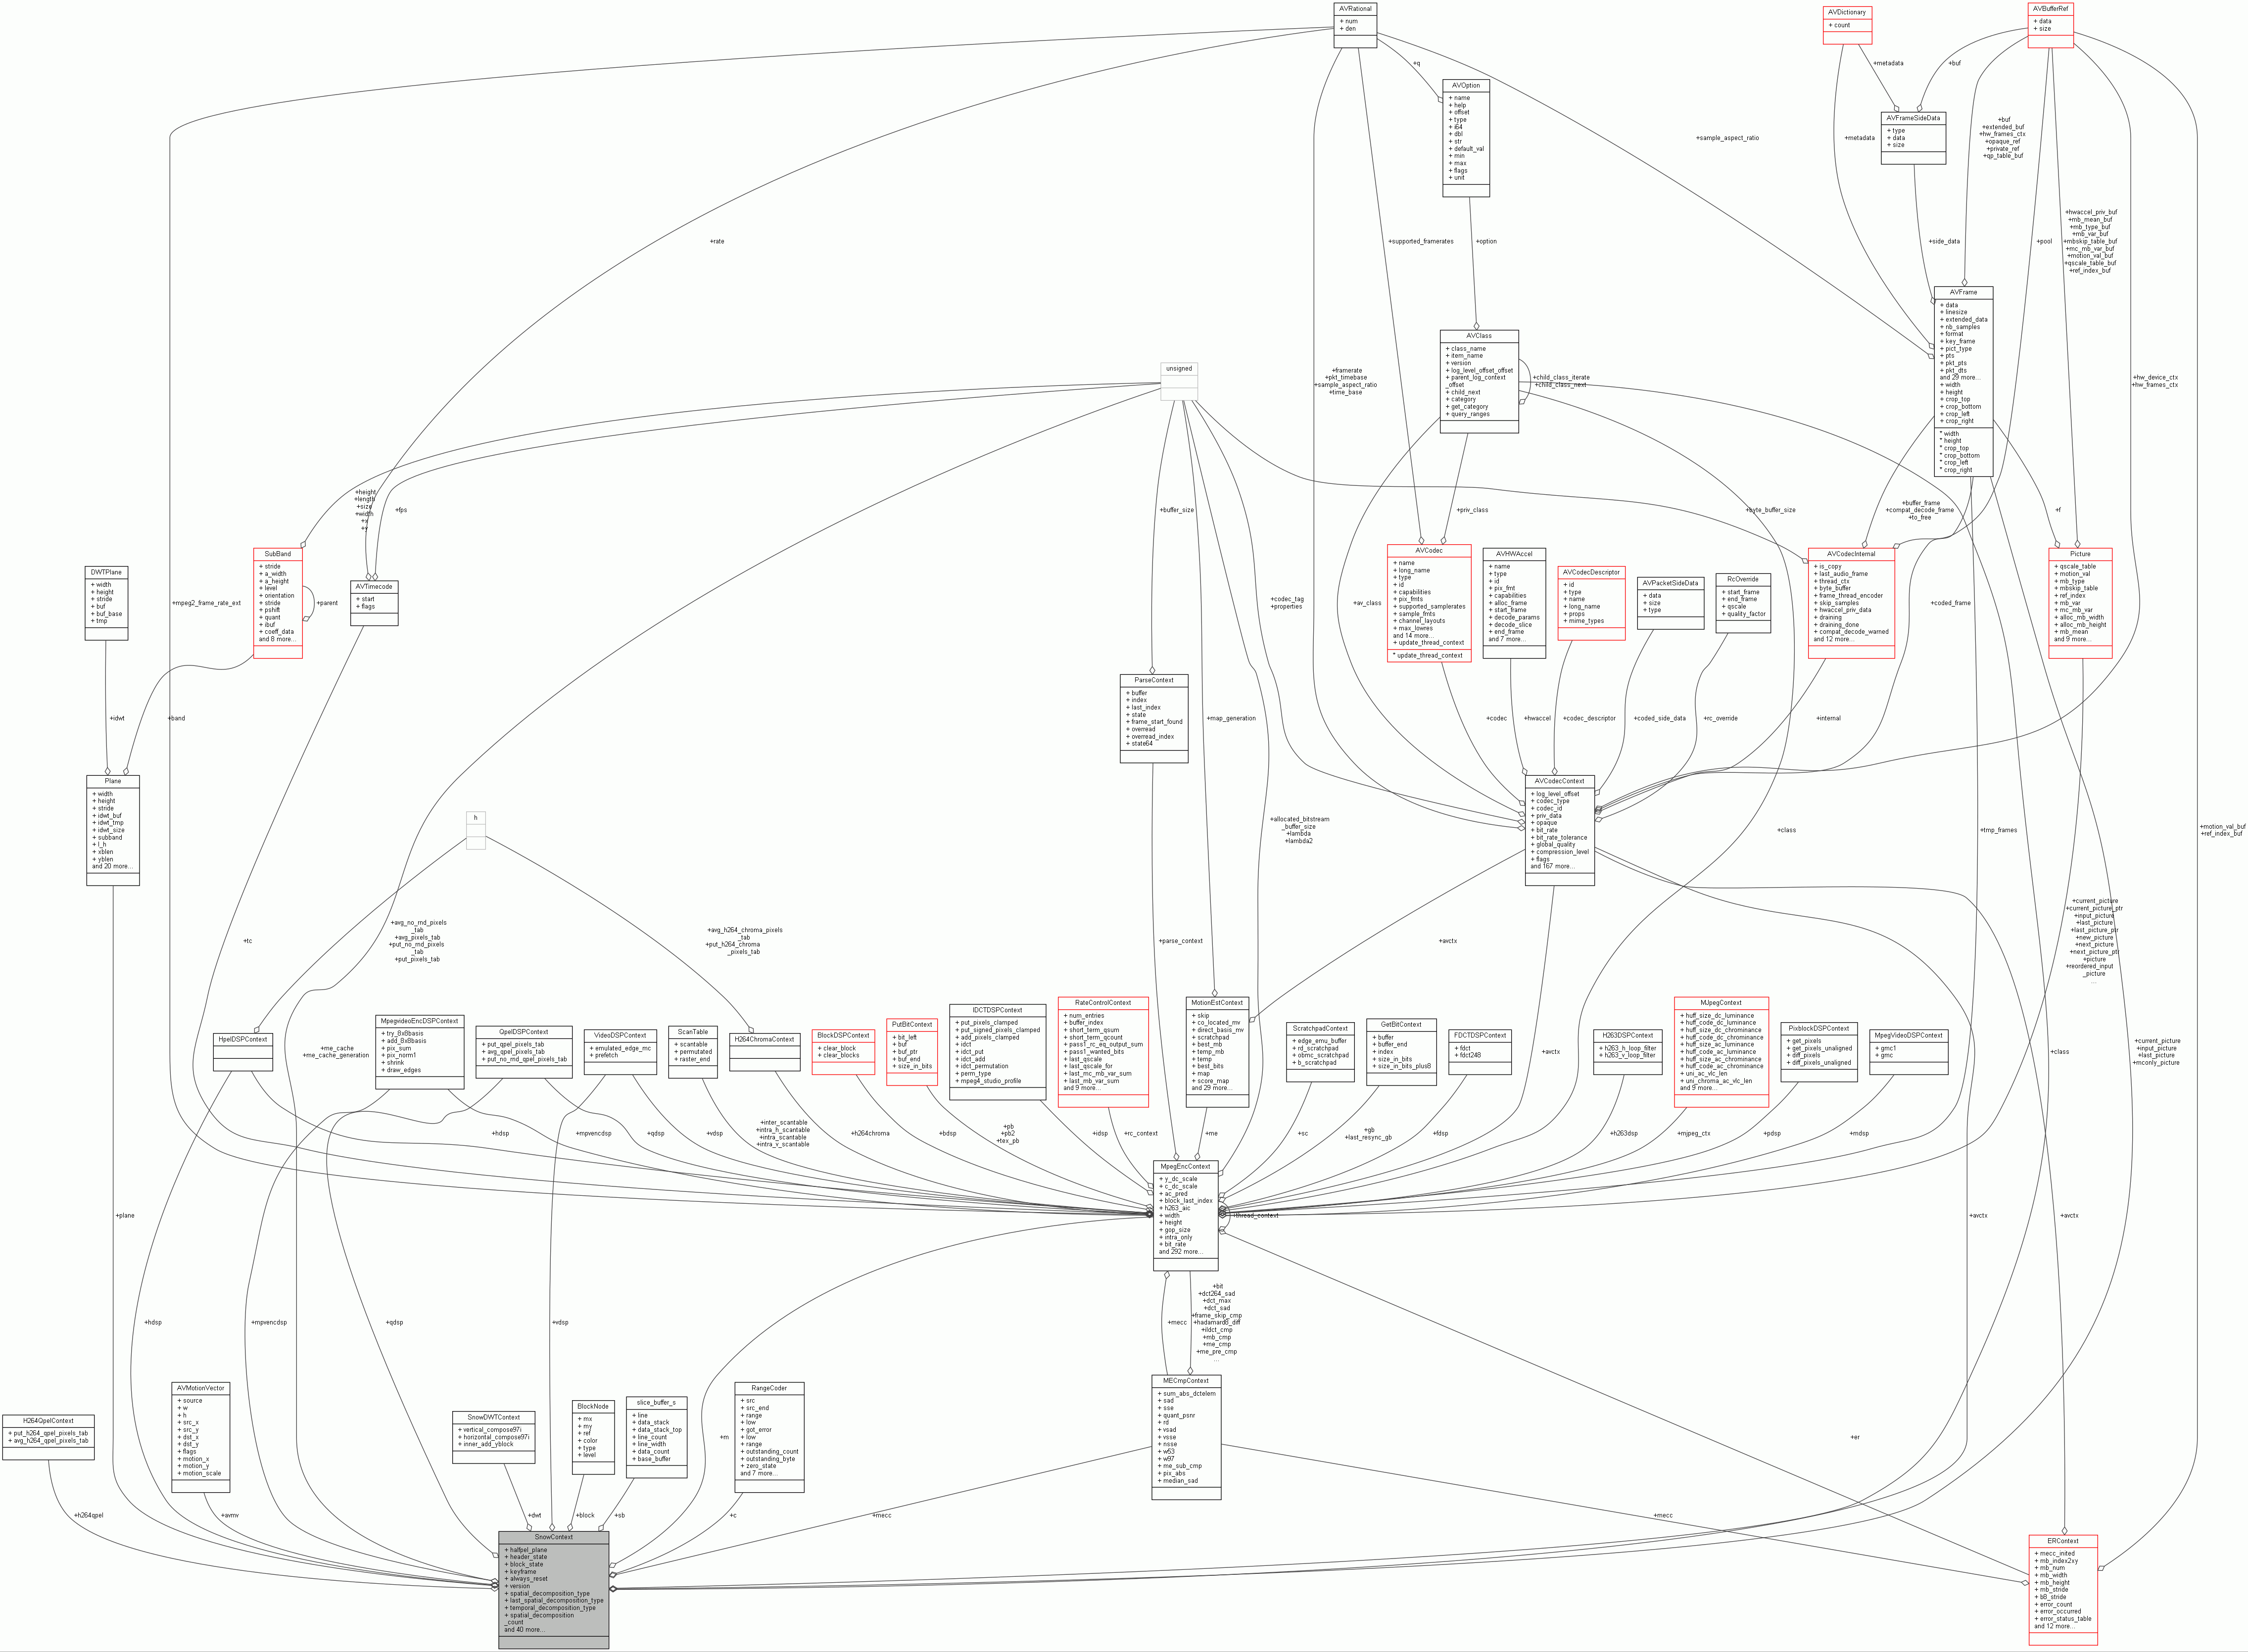 AVRational
+ num
+ den
AVDictionary
+ count
AVBufferRef
+ data
+ size
+q
+metadata
+buf
AVOption
+ name
+ help
+ offset
+ type
+ i64
+ dbl
+ str
+ default_val
+ min
+ max
+ flags
+ unit
AVFrameSideData
+ type
+ data
+ size
+sample_aspect_ratio
+metadata
+buf
+extended_buf
+hw_frames_ctx
+opaque_ref
+private_ref
+qp_table_buf
+rate
+supported_framerates
+option
+side_data
+pool
+hwaccel_priv_buf
+mb_mean_buf
+mb_type_buf
+mb_var_buf
+mbskip_table_buf
+mc_mb_var_buf
+motion_val_buf
+qscale_table_buf
+ref_index_buf
AVFrame
+ data
+ linesize
+ extended_data
+ nb_samples
+ format
+ key_frame
+ pict_type
+ pts
+ pkt_pts
+ pkt_dts
and 29 more...
+ width
+ height
+ crop_top
+ crop_bottom
+ crop_left
+ crop_right
* width
* height
* crop_top
* crop_bottom
* crop_left
* crop_right
AVClass
+ class_name
+ item_name
+ version
+ log_level_offset_offset
+ parent_log_context
_offset
+ child_next
+ category
+ get_category
+ query_ranges
+child_class_iterate
+child_class_next
unsigned
+framerate
+pkt_timebase
+sample_aspect_ratio
+time_base
+hw_device_ctx
+hw_frames_ctx
+height
+length
+size
+width
+x
+y
+fps
+buffer_size
+priv_class
+byte_buffer_size
+buffer_frame
+compat_decode_frame
+to_free
+f
SubBand
+ stride
+ a_width
+ a_height
+ level
+ orientation
+ stride
+ pshift
+ quant
+ ibuf
+ coeff_data
and 8 more...
+parent
DWTPlane
+ width
+ height
+ stride
+ buf
+ buf_base
+ tmp
AVTimecode
+ start
+ flags
+mpeg2_frame_rate_ext
+codec_tag
+properties
+av_class
AVCodec
+ name
+ long_name
+ type
+ id
+ capabilities
+ pix_fmts
+ supported_samplerates
+ sample_fmts
+ channel_layouts
+ max_lowres
and 14 more...
+ update_thread_context
* update_thread_context
AVHWAccel
+ name
+ type
+ id
+ pix_fmt
+ capabilities
+ alloc_frame
+ start_frame
+ decode_params
+ decode_slice
+ end_frame
and 7 more...
AVCodecDescriptor
+ id
+ type
+ name
+ long_name
+ props
+ mime_types
AVPacketSideData
+ data
+ size
+ type
RcOverride
+ start_frame
+ end_frame
+ qscale
+ quality_factor
AVCodecInternal
+ is_copy
+ last_audio_frame
+ thread_ctx
+ byte_buffer
+ frame_thread_encoder
+ skip_samples
+ hwaccel_priv_data
+ draining
+ draining_done
+ compat_decode_warned
and 12 more...
+coded_frame
Picture
+ qscale_table
+ motion_val
+ mb_type
+ mbskip_table
+ ref_index
+ mb_var
+ mc_mb_var
+ alloc_mb_width
+ alloc_mb_height
+ mb_mean
and 9 more...
ParseContext
+ buffer
+ index
+ last_index
+ state
+ frame_start_found
+ overread
+ overread_index
+ state64
+idwt
+band
+map_generation
+codec
+hwaccel
+codec_descriptor
+coded_side_data
+rc_override
+internal
Plane
+ width
+ height
+ stride
+ idwt_buf
+ idwt_tmp
+ idwt_size
+ subband
+ l_h
+ xblen
+ yblen
and 20 more...
AVCodecContext
+ log_level_offset
+ codec_type
+ codec_id
+ priv_data
+ opaque
+ bit_rate
+ bit_rate_tolerance
+ global_quality
+ compression_level
+ flags
and 167 more...
h
+allocated_bitstream
_buffer_size
+lambda
+lambda2
+class
+tmp_frames
+motion_val_buf
+ref_index_buf
+tc
+avg_no_rnd_pixels
_tab
+avg_pixels_tab
+put_no_rnd_pixels
_tab
+put_pixels_tab
+avg_h264_chroma_pixels
_tab
+put_h264_chroma
_pixels_tab
+parse_context
+avctx
+current_picture
+current_picture_ptr
+input_picture
+last_picture
+last_picture_ptr
+new_picture
+next_picture
+next_picture_ptr
+picture
+reordered_input
_picture
...
HpelDSPContext
+me_cache
+me_cache_generation
MpegvideoEncDSPContext
+ try_8x8basis
+ add_8x8basis
+ pix_sum
+ pix_norm1
+ shrink
+ draw_edges
QpelDSPContext
+ put_qpel_pixels_tab
+ avg_qpel_pixels_tab
+ put_no_rnd_qpel_pixels_tab
VideoDSPContext
+ emulated_edge_mc
+ prefetch
ScanTable
+ scantable
+ permutated
+ raster_end
H264ChromaContext
BlockDSPContext
+ clear_block
+ clear_blocks
PutBitContext
+ bit_left
+ buf
+ buf_ptr
+ buf_end
+ size_in_bits
IDCTDSPContext
+ put_pixels_clamped
+ put_signed_pixels_clamped
+ add_pixels_clamped
+ idct
+ idct_put
+ idct_add
+ idct_permutation
+ perm_type
+ mpeg4_studio_profile
RateControlContext
+ num_entries
+ buffer_index
+ short_term_qsum
+ short_term_qcount
+ pass1_rc_eq_output_sum
+ pass1_wanted_bits
+ last_qscale
+ last_qscale_for
+ last_mc_mb_var_sum
+ last_mb_var_sum
and 9 more...
MotionEstContext
+ skip
+ co_located_mv
+ direct_basis_mv
+ scratchpad
+ best_mb
+ temp_mb
+ temp
+ best_bits
+ map
+ score_map
and 29 more...
ScratchpadContext
+ edge_emu_buffer
+ rd_scratchpad
+ obmc_scratchpad
+ b_scratchpad
GetBitContext
+ buffer
+ buffer_end
+ index
+ size_in_bits
+ size_in_bits_plus8
FDCTDSPContext
+ fdct
+ fdct248
+avctx
H263DSPContext
+ h263_h_loop_filter
+ h263_v_loop_filter
MJpegContext
+ huff_size_dc_luminance
+ huff_code_dc_luminance
+ huff_size_dc_chrominance
+ huff_code_dc_chrominance
+ huff_size_ac_luminance
+ huff_code_ac_luminance
+ huff_size_ac_chrominance
+ huff_code_ac_chrominance
+ uni_ac_vlc_len
+ uni_chroma_ac_vlc_len
and 9 more...
PixblockDSPContext
+ get_pixels
+ get_pixels_unaligned
+ diff_pixels
+ diff_pixels_unaligned
MpegVideoDSPContext
+ gmc1
+ gmc
+class
+current_picture
+input_picture
+last_picture
+mconly_picture
+hdsp
+mpvencdsp
+qdsp
+vdsp
+inter_scantable
+intra_h_scantable
+intra_scantable
+intra_v_scantable
+h264chroma
+bdsp
+pb
+pb2
+tex_pb
+idsp
+rc_context
+me
+sc
+gb
+last_resync_gb
+fdsp
+h263dsp
+mjpeg_ctx
+pdsp
+mdsp
MpegEncContext
+ y_dc_scale
+ c_dc_scale
+ ac_pred
+ block_last_index
+ h263_aic
+ width
+ height
+ gop_size
+ intra_only
+ bit_rate
and 292 more...
+thread_context
+plane
+avctx
+avctx
+hdsp
+mpvencdsp
+qdsp
+vdsp
+mecc
+bit
+dct264_sad
+dct_max
+dct_sad
+frame_skip_cmp
+hadamard8_diff
+ildct_cmp
+mb_cmp
+me_cmp
+me_pre_cmp
...
H264QpelContext
+ put_h264_qpel_pixels_tab
+ avg_h264_qpel_pixels_tab
AVMotionVector
+ source
+ w
+ h
+ src_x
+ src_y
+ dst_x
+ dst_y
+ flags
+ motion_x
+ motion_y
+ motion_scale
SnowDWTContext
+ vertical_compose97i
+ horizontal_compose97i
+ inner_add_yblock
BlockNode
+ mx
+ my
+ ref
+ color
+ type
+ level
slice_buffer_s
+ line
+ data_stack
+ data_stack_top
+ line_count
+ line_width
+ data_count
+ base_buffer
+m
RangeCoder
+ src
+ src_end
+ range
+ low
+ got_error
+ low
+ range
+ outstanding_count
+ outstanding_byte
+ zero_state
and 7 more...
MECmpContext
+ sum_abs_dctelem
+ sad
+ sse
+ quant_psnr
+ rd
+ vsad
+ vsse
+ nsse
+ w53
+ w97
+ me_sub_cmp
+ pix_abs
+ median_sad
+er
+h264qpel
+avmv
+dwt
+block
+sb
+c
+mecc
+mecc
SnowContext
+ halfpel_plane
+ header_state
+ block_state
+ keyframe
+ always_reset
+ version
+ spatial_decomposition_type
+ last_spatial_decomposition_type
+ temporal_decomposition_type
+ spatial_decomposition
_count
and 40 more...
ERContext
+ mecc_inited
+ mb_index2xy
+ mb_num
+ mb_width
+ mb_height
+ mb_stride
+ b8_stride
+ error_count
+ error_occurred
+ error_status_table
and 12 more...